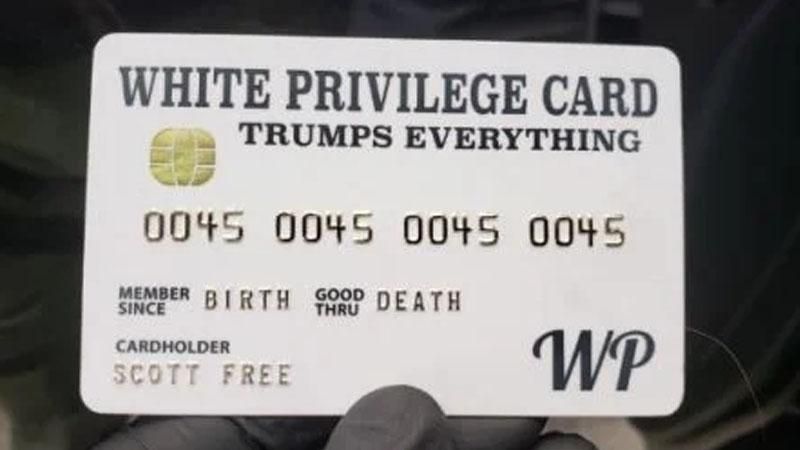 WHITE PRIVILEGE CARD
TRUMPS EVERYTHING
0045 0045 0045 0045
MEMBER SINCE BIRTH GOOD THRU DEATH
CARDHOLDER
SCOTT FREE
WP